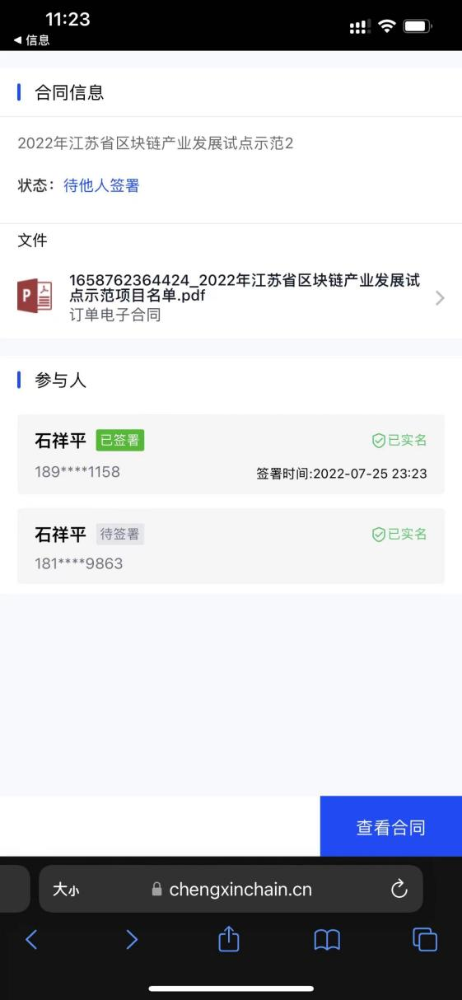 11:23
◀ 信息
合同信息
2022年江苏省区块链产业发展试点示范2
状态：待他人签署
文件
1658762364424_2022年江苏省区块链产业发展试
点示范项目名单.pdf
订单电子合同
参与人
石祥平 已签署 已实名
189****1158 签署时间:2022-07-25 23:23
石祥平 待签署 已实名
181****9863
查看合同
大小 chengxinchain.cn